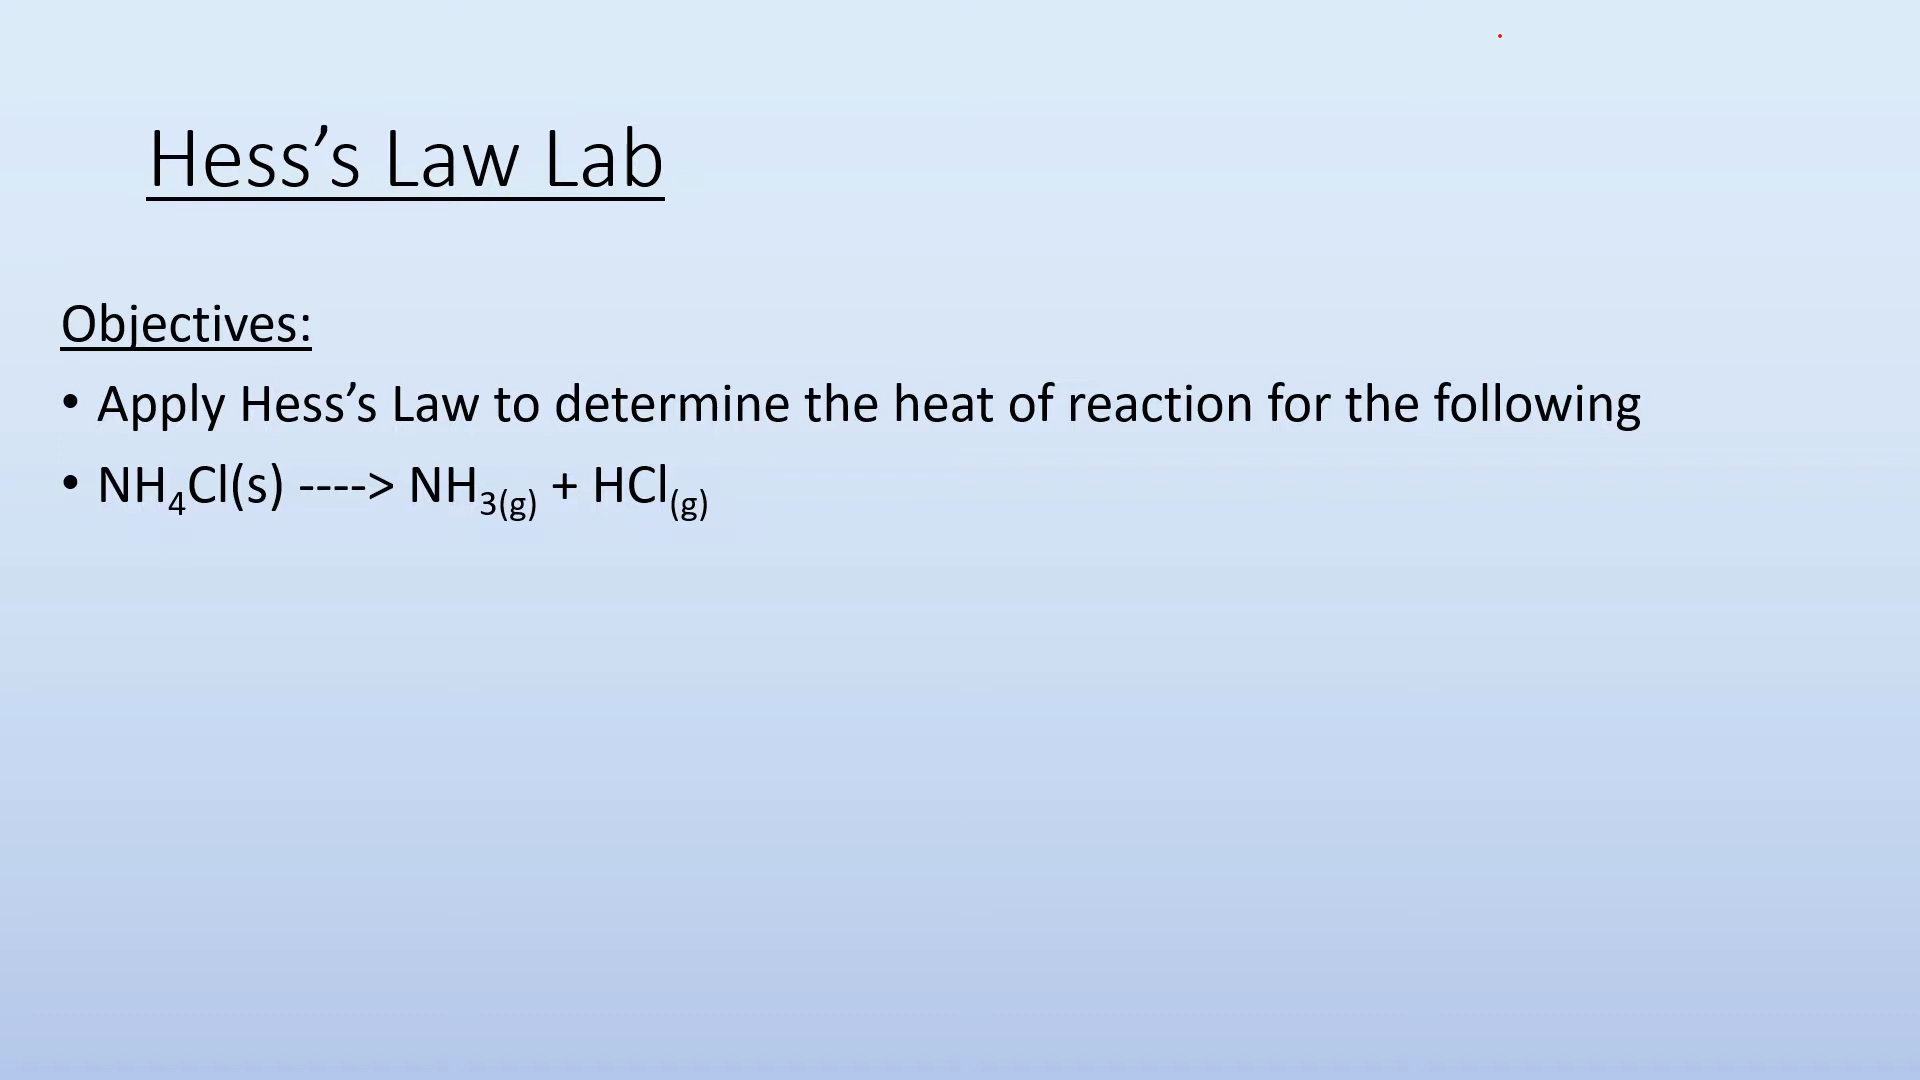 Hess’s Law Lab
Objectives:
• Apply Hess’s Law to determine the heat of reaction for the following
• NH₄Cl(s) ----> NH₃₍g₎ + HCl₍g₎